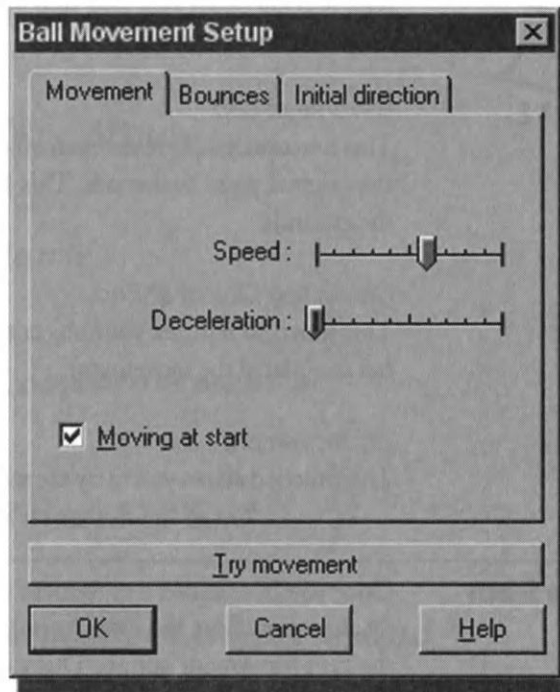 Ball Movement Setup
Movement Bounces Initial direction
Speed :
Deceleration :
Moving at start
Try movement
OK Cancel Help